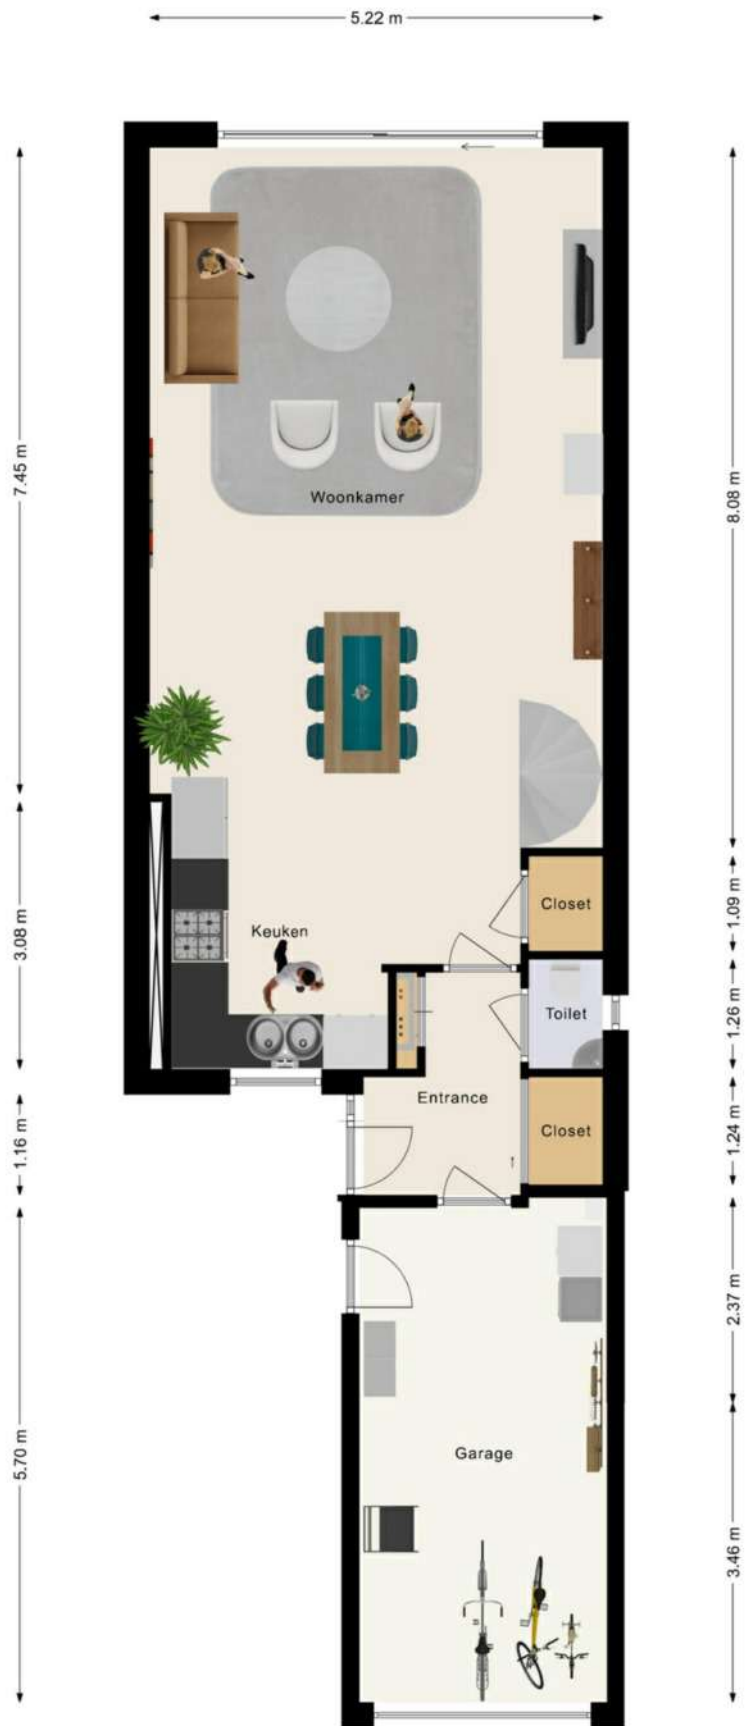 5.22 m
7.45 m
8.08 m
Woonkamer
3.08 m
Keuken
Closet
1.09 m
Toilet
1.26 m
Entrance
Closet
1.16 m
1.24 m
2.37 m
Garage
5.70 m
3.46 m